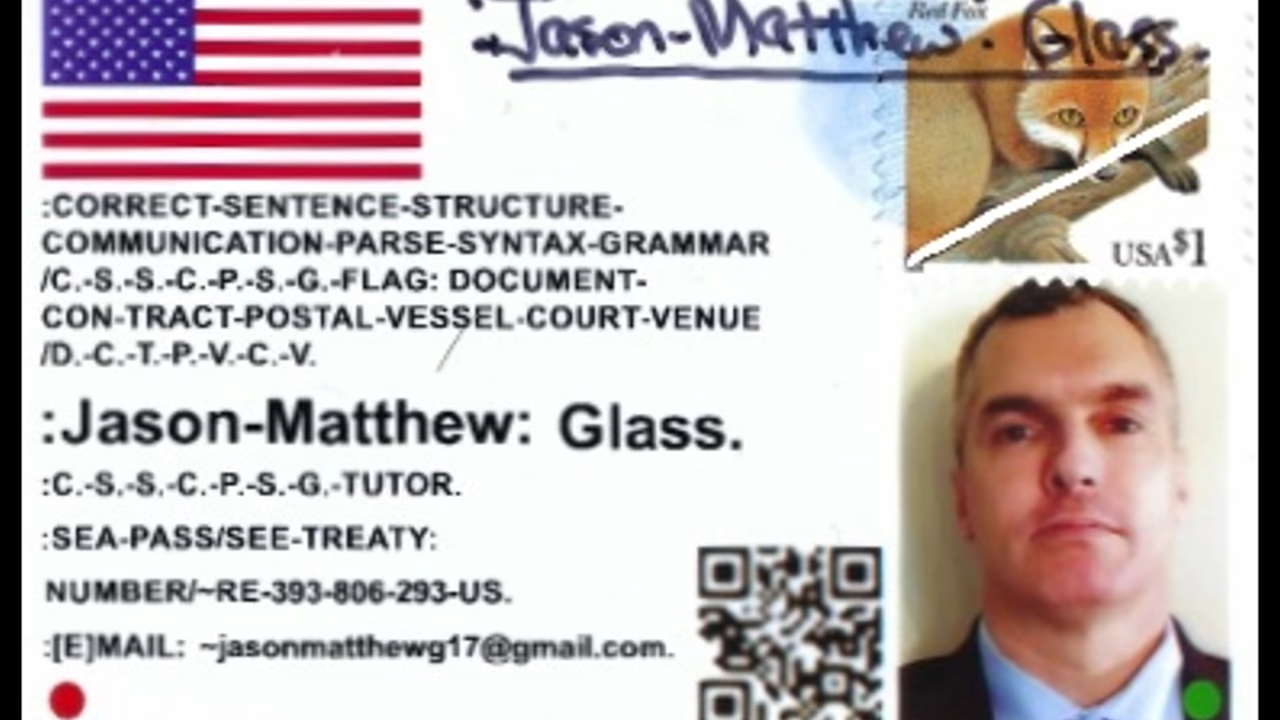 Red Fox
:Jason-Matthew: Glass.
USA $1
:CORRECT-SENTENCE-STRUCTURE-
COMMUNICATION-PARSE-SYNTAX-GRAMMAR
/C.-S.-S.-C.-P.-S.-G.-FLAG: DOCUMENT-
CON-TRACT-POSTAL-VESSEL-COURT-VENUE
/D.-C.-T.-P.-V.-C.-V.
:Jason-Matthew: Glass.
:C.-S.-S.-C.-P.-S.-G.-TUTOR.
:SEA-PASS/SEE-TREATY:
NUMBER/~RE-393-806-293-US.
:[E]MAIL: ~jasonmatthewg17@gmail.com.